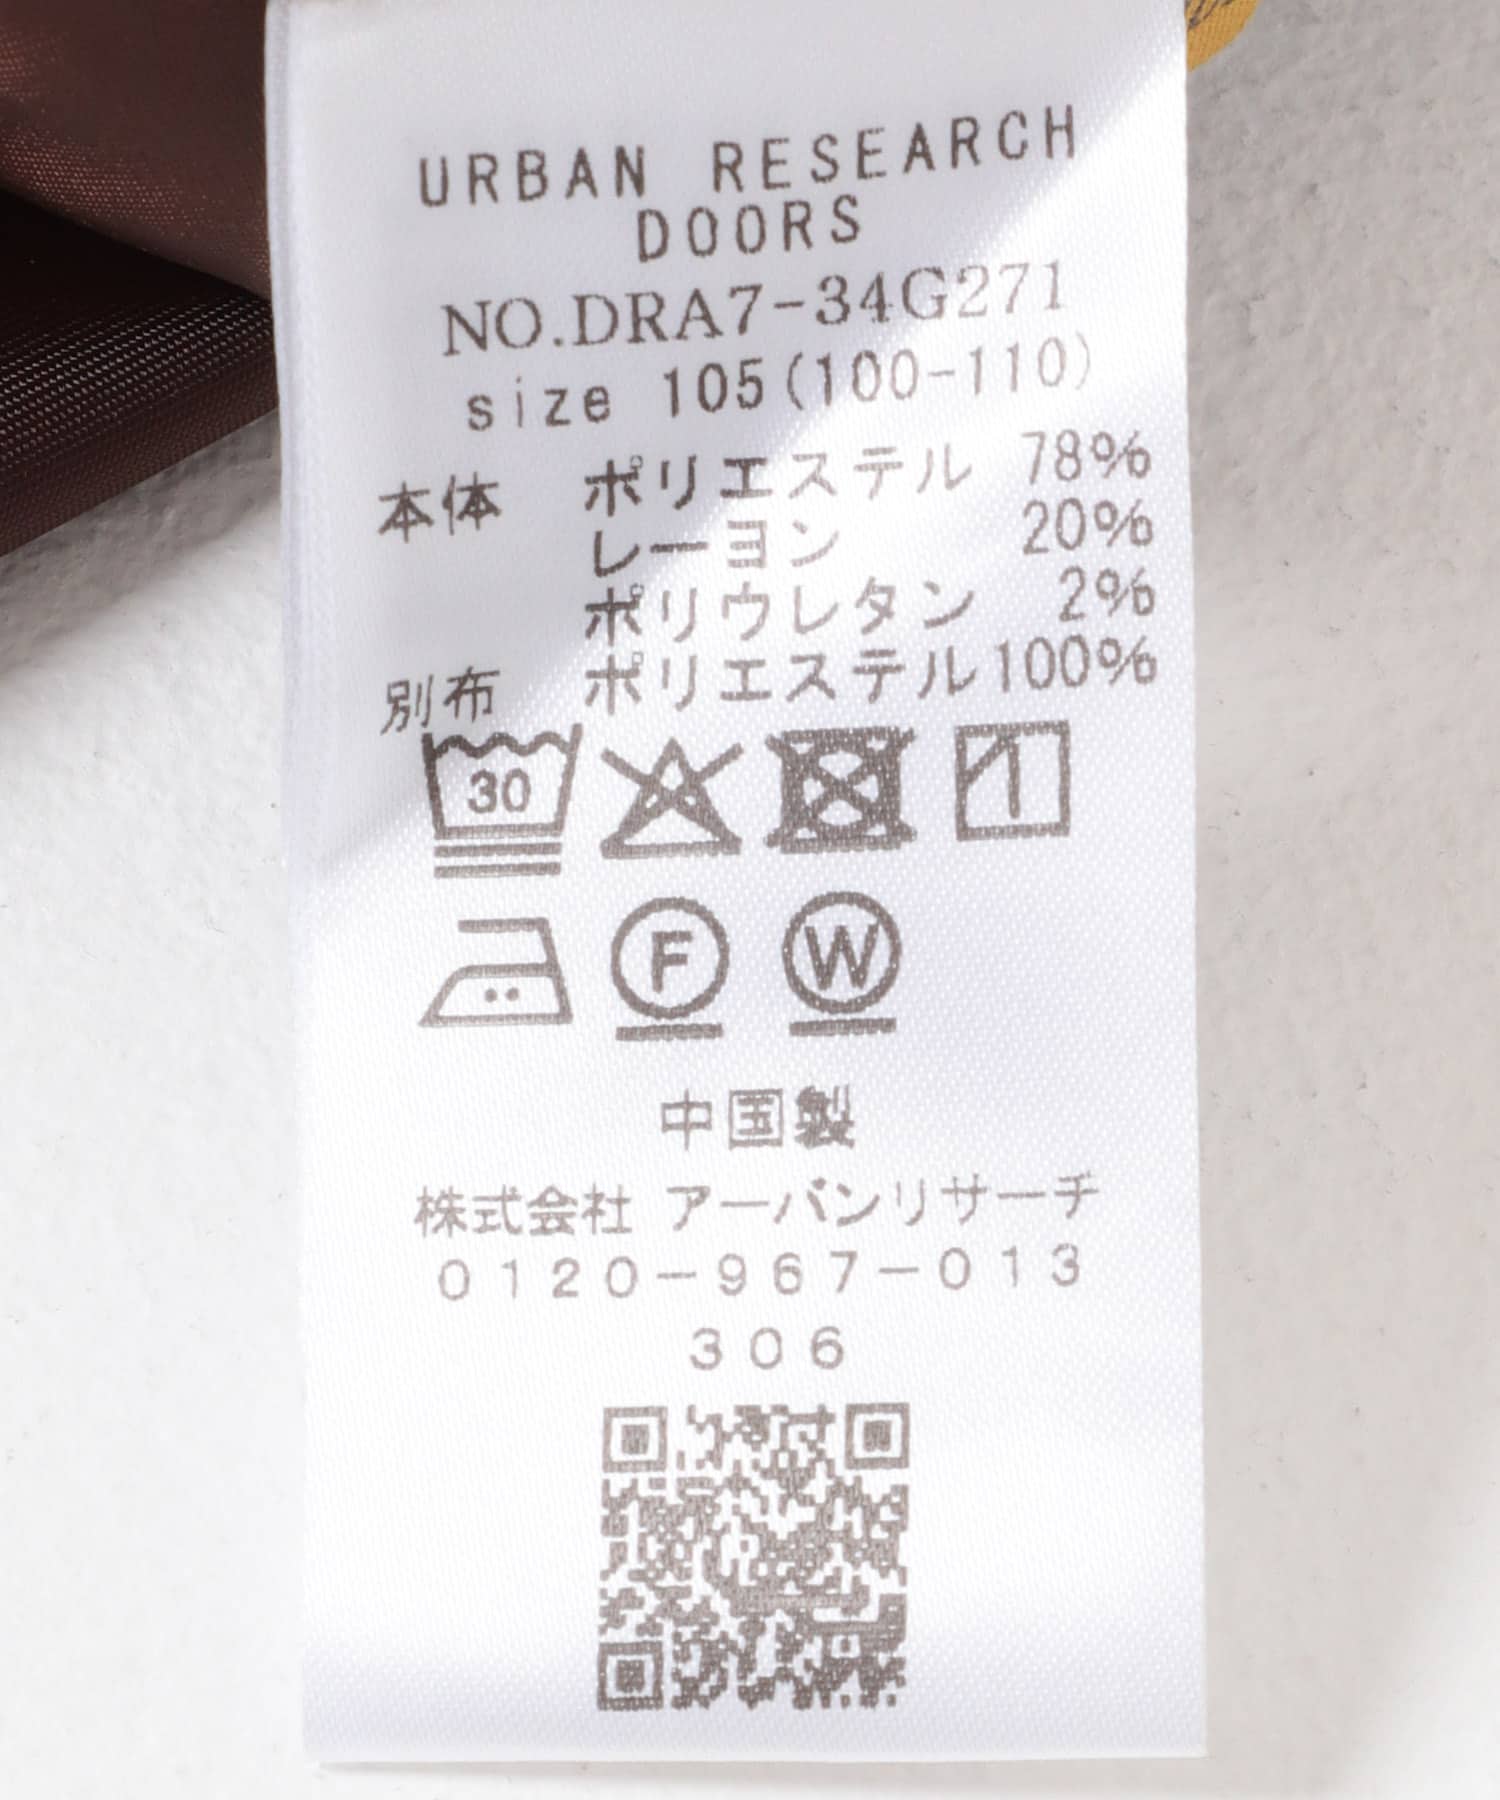 URBAN RESEARCH
DOORS
NO.DRA7-34G271
size 105(100-110)
本体 ポリエステル 78%
レーヨン 20%
ポリウレタン 2%
別布 ポリエステル100%
30
F W
中国製
株式会社 アーバンリサーチ
0120-967-013
306